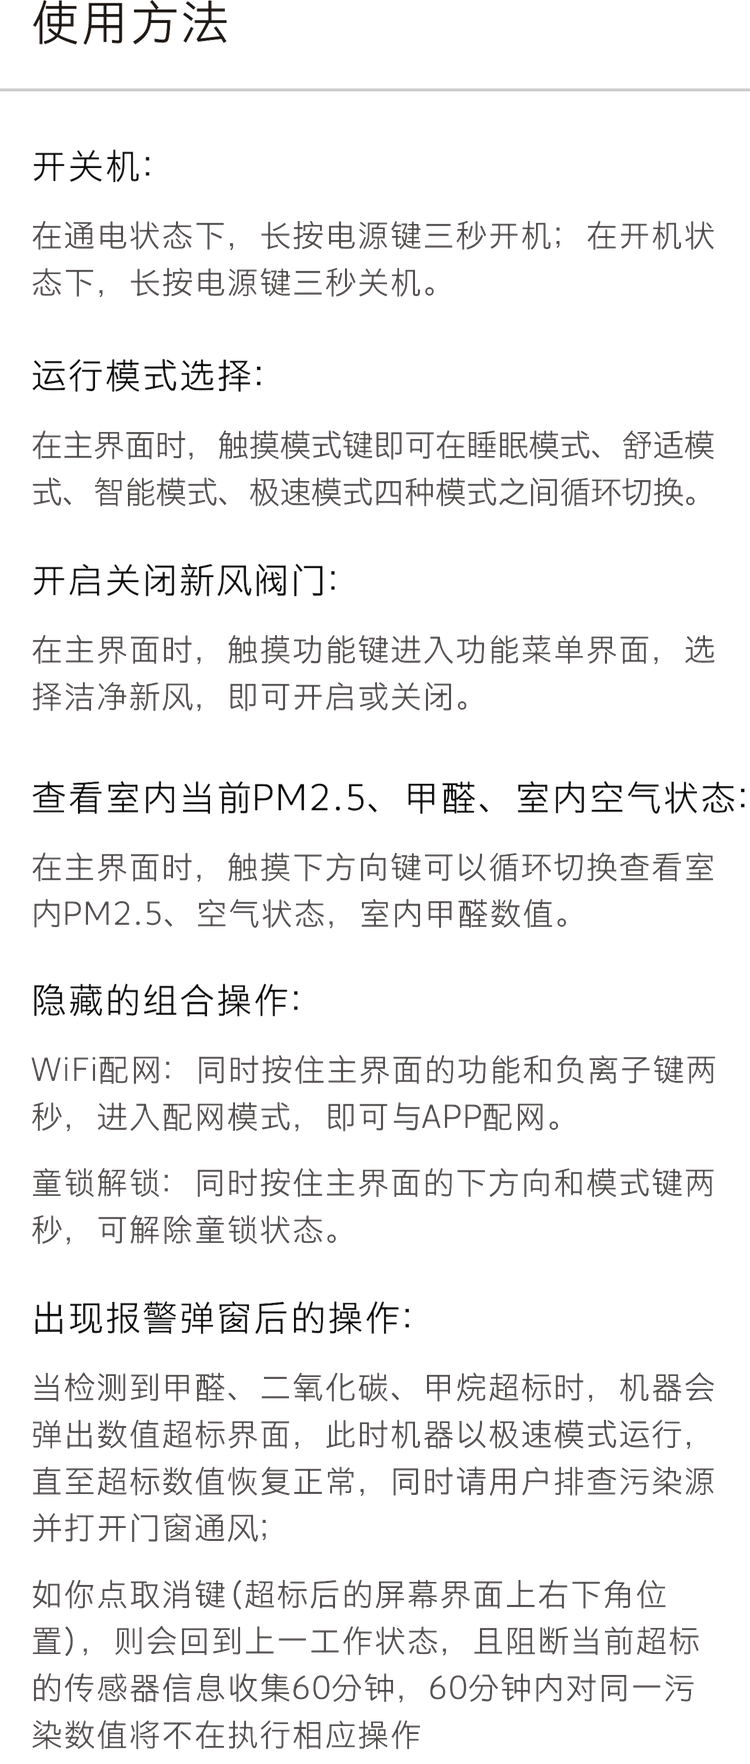 使用方法
开关机：
在通电状态下，长按电源键三秒开机；在开机状
态下，长按电源键三秒关机。
运行模式选择：
在主界面时，触摸模式键即可在睡眠模式、舒适模
式、智能模式、极速模式四种模式之间循环切换。
开启关闭新风阀门：
在主界面时，触摸功能键进入功能菜单界面，选
择洁净新风，即可开启或关闭。
查看室内当前PM2.5、甲醛、室内空气状态：
在主界面时，触摸下方向键可以循环切换查看室
内PM2.5、空气状态，室内甲醛数值。
隐藏的组合操作：
WiFi配网：同时按住主界面的功能和负离子键两
秒，进入配网模式，即可与APP配网。
童锁解锁：同时按住主界面的下方向和模式键两
秒，可解除童锁状态。
出现报警弹窗后的操作：
当检测到甲醛、二氧化碳、甲烷超标时，机器会
弹出数值超标界面，此时机器以极速模式运行，
直至超标数值恢复正常，同时请用户排查污染源
并打开门窗通风；
如你点取消键(超标后的屏幕界面上右下角位
置)，则会回到上一工作状态，且阻断当前超标
的传感器信息收集60分钟，60分钟内对同一污
染数值将不在执行相应操作